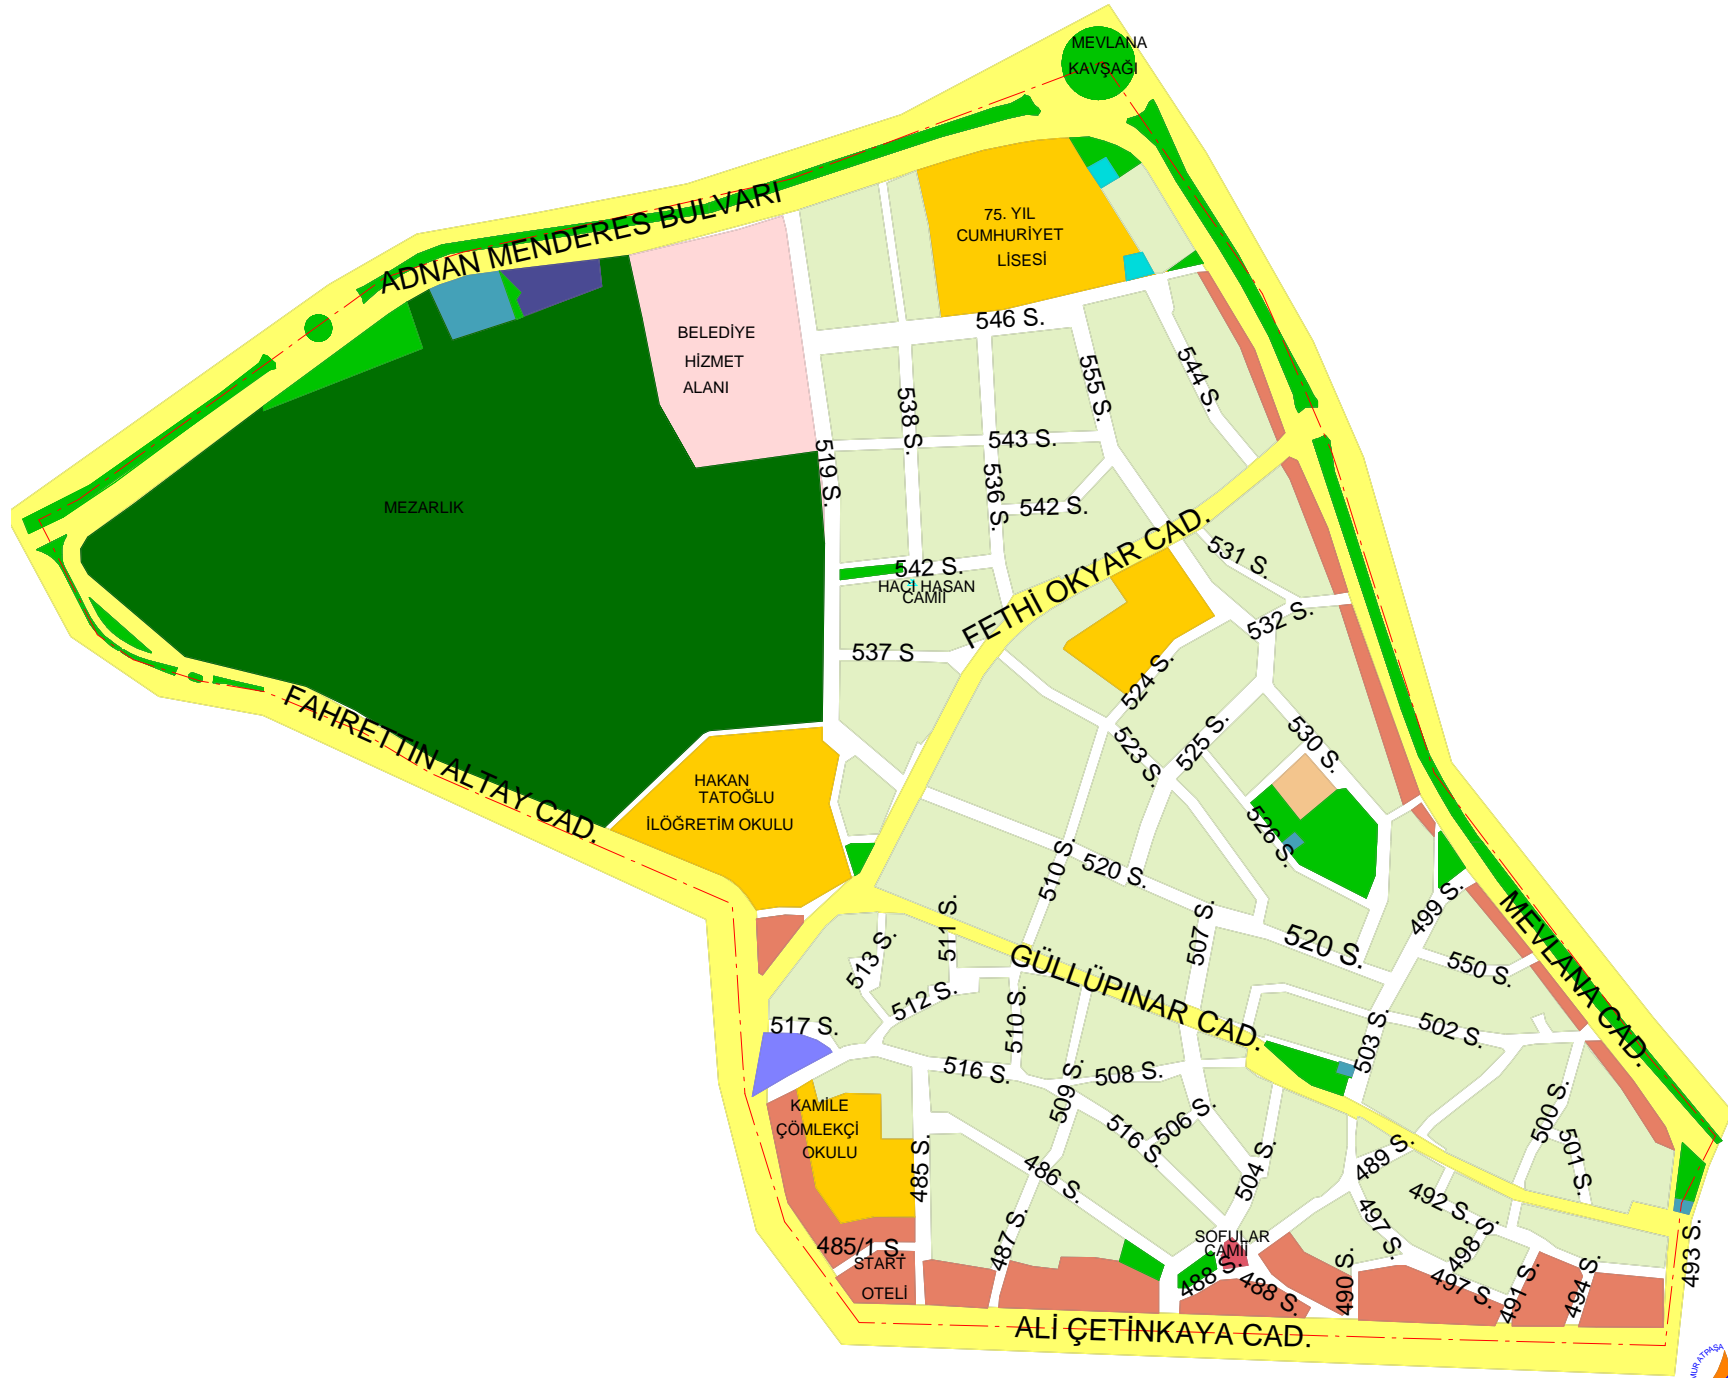 MEVLANA
KAVŞAĞI
ADNAN MENDERES BULVARI
75. YIL
CUMHURİYET
LİSESİ
546 S.
BELEDİYE
HİZMET
ALANI
555 S.
544 S.
538 S.
543 S.
519 S.
536 S.
542 S.
MEZARLIK
FETHİ OKYAR CAD.
531 S.
542 S.
HACI HASAN
CAMİİ
532 S.
537 S
524 S.
FAHRETTİN ALTAY CAD.
523 S.
525 S.
530 S.
HAKAN
TATOĞLU
İLÖĞRETİM OKULU
526 S.
510 S.
520 S.
499 S.
MEVLANA CAD.
511 S.
507 S.
520 S.
513 S.
GÜLLÜPINAR CAD.
550 S.
512 S.
510 S.
517 S.
503 S.
502 S.
516 S.
508 S.
509 S.
KAMİLE
ÇÖMLEKÇİ
OKULU
516 S.
506 S.
500 S.
501 S.
485 S.
486 S.
504 S.
489 S.
492 S.
497 S.
498 S.
487 S.
SOFULAR
CAMİİ
485/1 S.
START
OTELİ
488 S.
488 S.
490 S.
497 S.
491 S.
494 S.
493 S.
ALİ ÇETİNKAYA CAD.